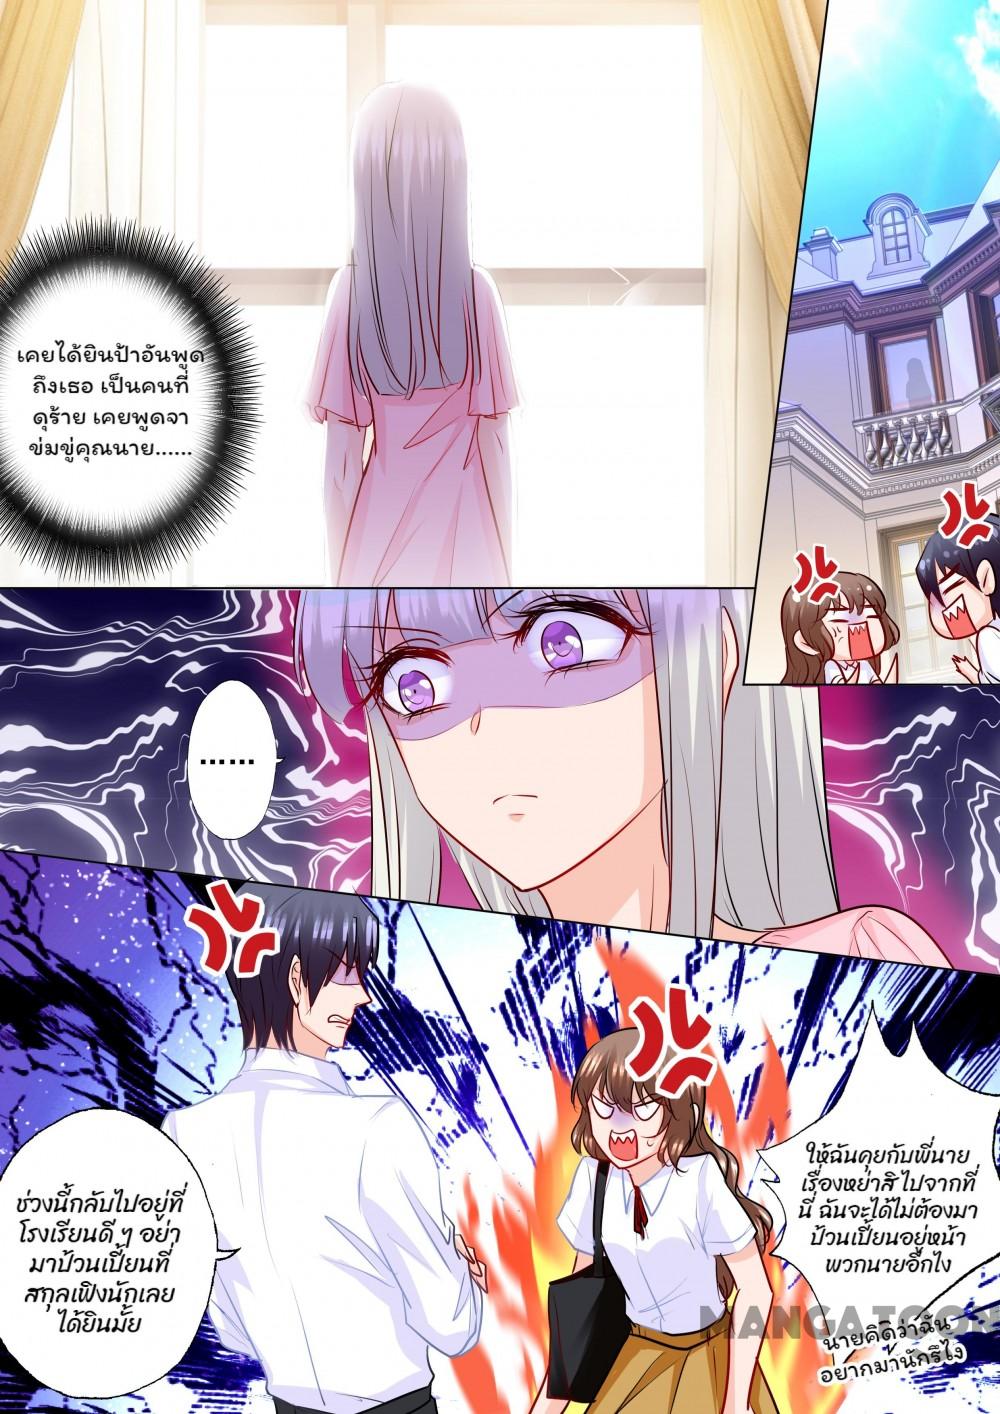 เคยได้ยินป้าอันพูด
ถึงเธอ เป็นคนที่
ดุร้าย เคยพูดจา
ข่มขู่คุณนาย......
......
ให้ฉันคุยกับพี่นาย
เรื่องหย่าสิ ไปจากที่
นี่ ฉันจะได้ไม่ต้องมา
ป้วนเปี้ยนอยู่หน้า
พวกนายอีกไง
ช่วงนี้กลับไปอยู่ที่
โรงเรียนดี ๆ อย่า
มาป้วนเปี้ยนที่
สกุลเฟิงนักเลย
ได้ยินมั้ย
นายคิดว่าฉัน
อยากมานักรึไง
MANGATOON